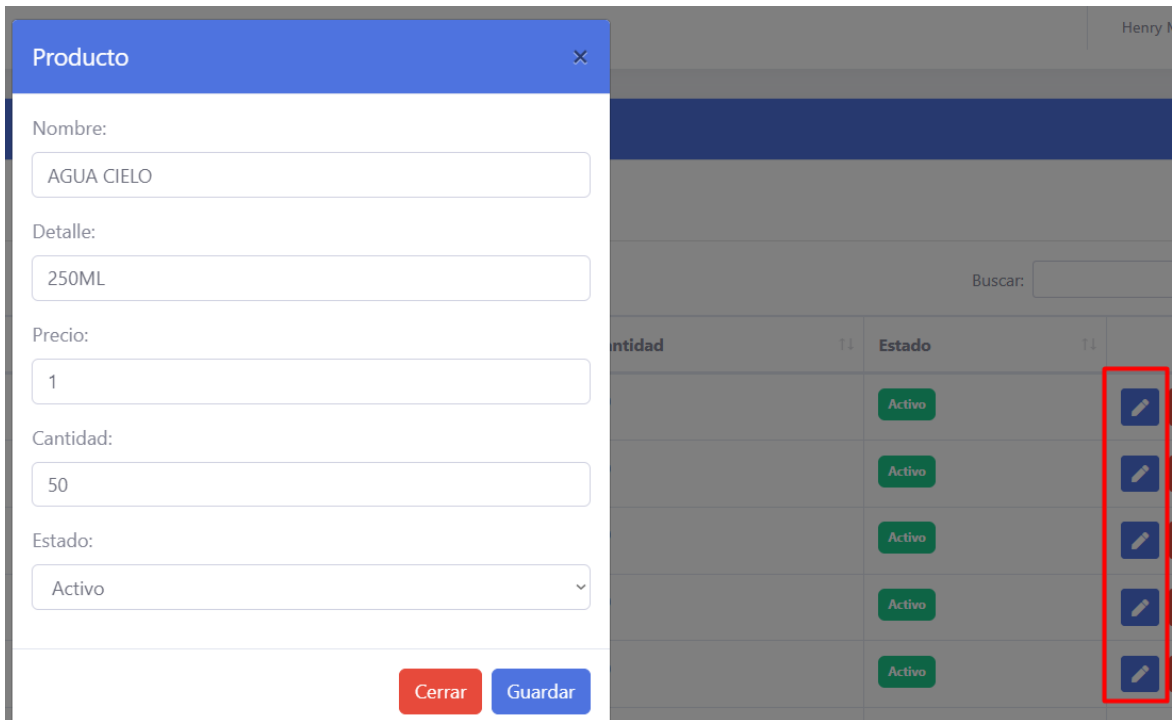 Producto
×
Henry
Nombre:
AGUA CIELO
Detalle:
250ML
Buscar:
Precio:
1
ntidad
Estado
Activo
Cantidad:
50
Activo
Estado:
Activo
Activo
Activo
Activo
Cerrar
Guardar